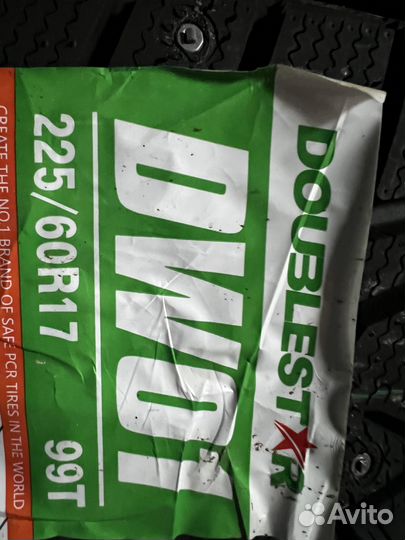 DOUBLESTAR
DW01
225/60R17 99T
CREATE THE NO.1 BRAND OF SAFE PCR TIRES IN THE WORLD
Avito